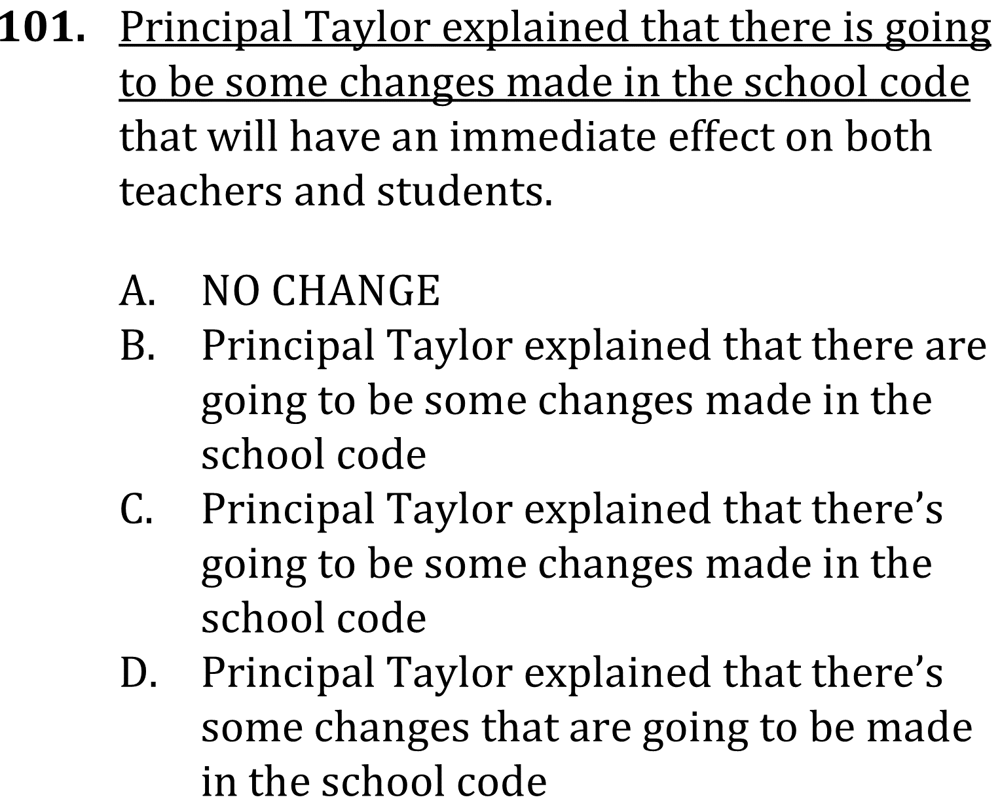 101. Principal Taylor explained that there is going
to be some changes made in the school code
that will have an immediate effect on both
teachers and students.
A. NO CHANGE
B. Principal Taylor explained that there are
going to be some changes made in the
school code
C. Principal Taylor explained that there’s
going to be some changes made in the
school code
D. Principal Taylor explained that there’s
some changes that are going to be made
in the school code